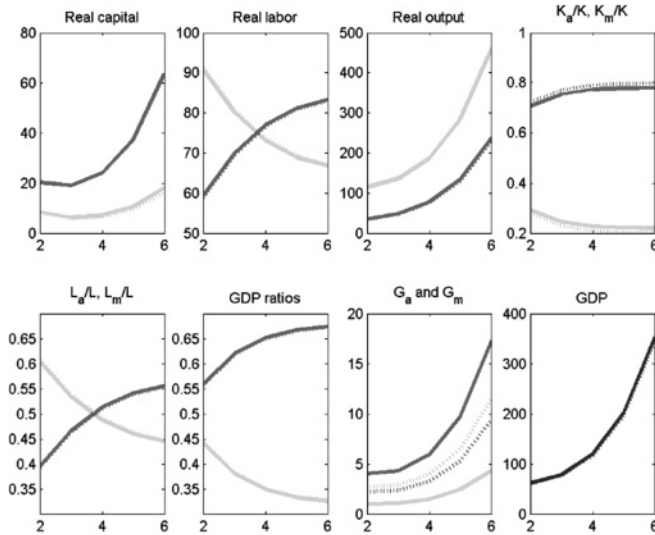 Real capital
80
60
40
20
0
2 4 6
Real labor
100
90
80
70
60
50
2 4 6
Real output
500
400
300
200
100
0
2 4 6
K_a/K, K_m/K
1
0.8
0.6
0.4
0.2
2 4 6
L_a/L, L_m/L
0.65
0.6
0.55
0.5
0.45
0.4
0.35
2 4 6
GDP ratios
0.65
0.6
0.55
0.5
0.45
0.4
0.35
2 4 6
G_a and G_m
20
15
10
5
0
2 4 6
GDP
400
300
200
100
0
2 4 6